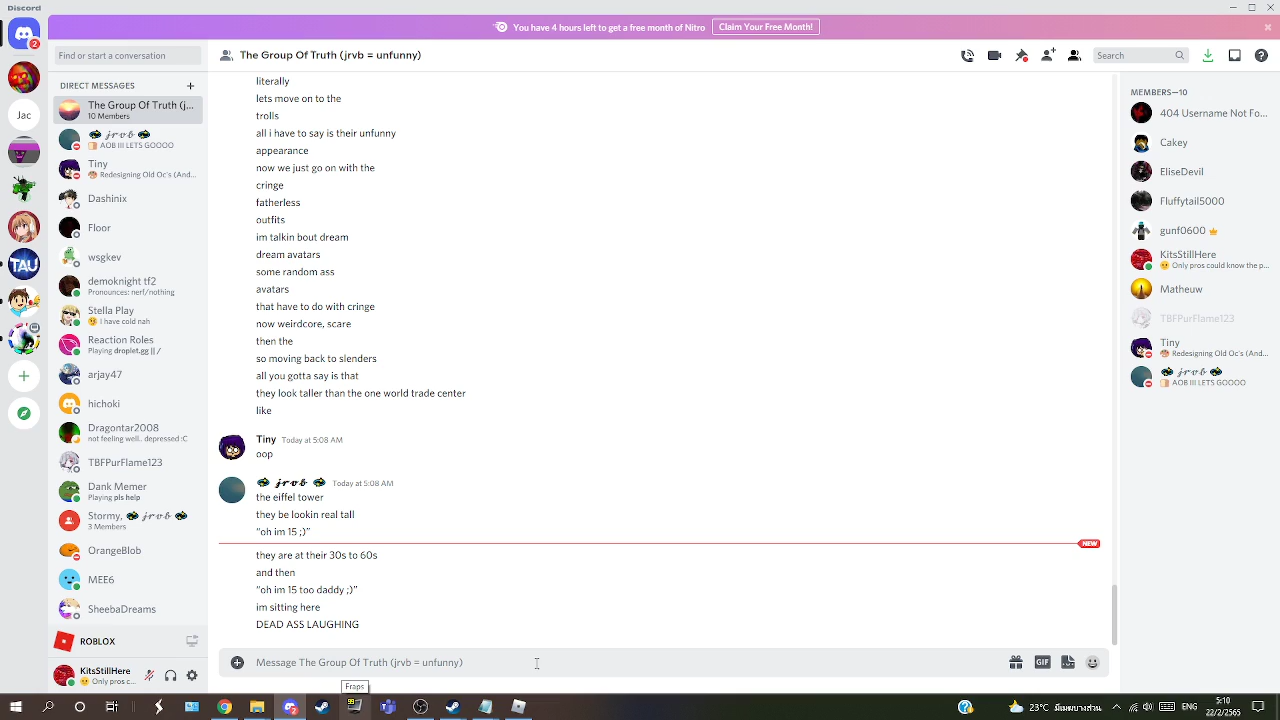 Discord
You have 4 hours left to get a free month of Nitro
Claim Your Free Month!
2
Find or start a conversation
The Group Of Truth (jrvb = unfunny)
Search
DIRECT MESSAGES
The Group Of Truth (j...
10 Members
Jac
𝓳𝓻𝓿𝓫
AOB III LETS GOOOO
Tiny
Redesigning Old Oc's (And...
Dashinix
Floor
wsgkev
TAU
demoknight tf2
Pronouns: nerf/nothing
Stella Play
I have cold nah
Reaction Roles
Playing droplet.gg || /
arjay47
hichoki
Dragontar2008
not feeling well.. depressed :C
TBFPurFlame123
Dank Memer
Playing pls help
Stormy, 𝓳𝓻𝓿𝓫
3 Members
OrangeBlob
MEE6
SheebaDreams
ROBLOX
KitsStillHere
Only pros c...
literally
lets move on to the
trolls
all i have to say is their unfunny
appearance
now we just go on with the
cringe
fatherless
outfits
im talkin bout dream
dream avatars
some random ass
avatars
that have to do with cringe
now weirdcore, scare
then the
so moving back to slenders
all you gotta say is that
they look taller than the one world trade center
like
Tiny Today at 5:08 AM
oop
𝓳𝓻𝓿𝓫 Today at 5:08 AM
the eiffel tower
they be lookin real tall
"oh im 15 ;)"
NEW
they are at their 30s to 60s
and then
"oh im 15 too daddy ;)"
im sitting here
DEAD ASS LAUGHING
Message The Group Of Truth (jrvb = unfunny)
GIF
Fraps
MEMBERS—10
404 Username Not Fo...
Cakey
EliseDevil
Fluffytail5000
gunf0600
KitsStillHere
Only pros could know the p...
Matheuw
TBFPurFlame123
Tiny
Redesigning Old Oc's (And...
𝓳𝓻𝓿𝓫
AOB III LETS GOOOO
2
23°C
5:10
22/2/2565